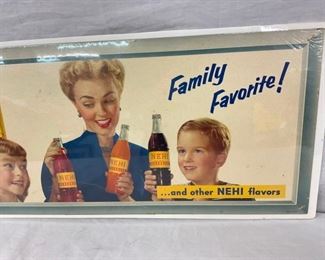 Family
Favorite!
NEHI
NEHI
NEHI
...and other NEHI flavors